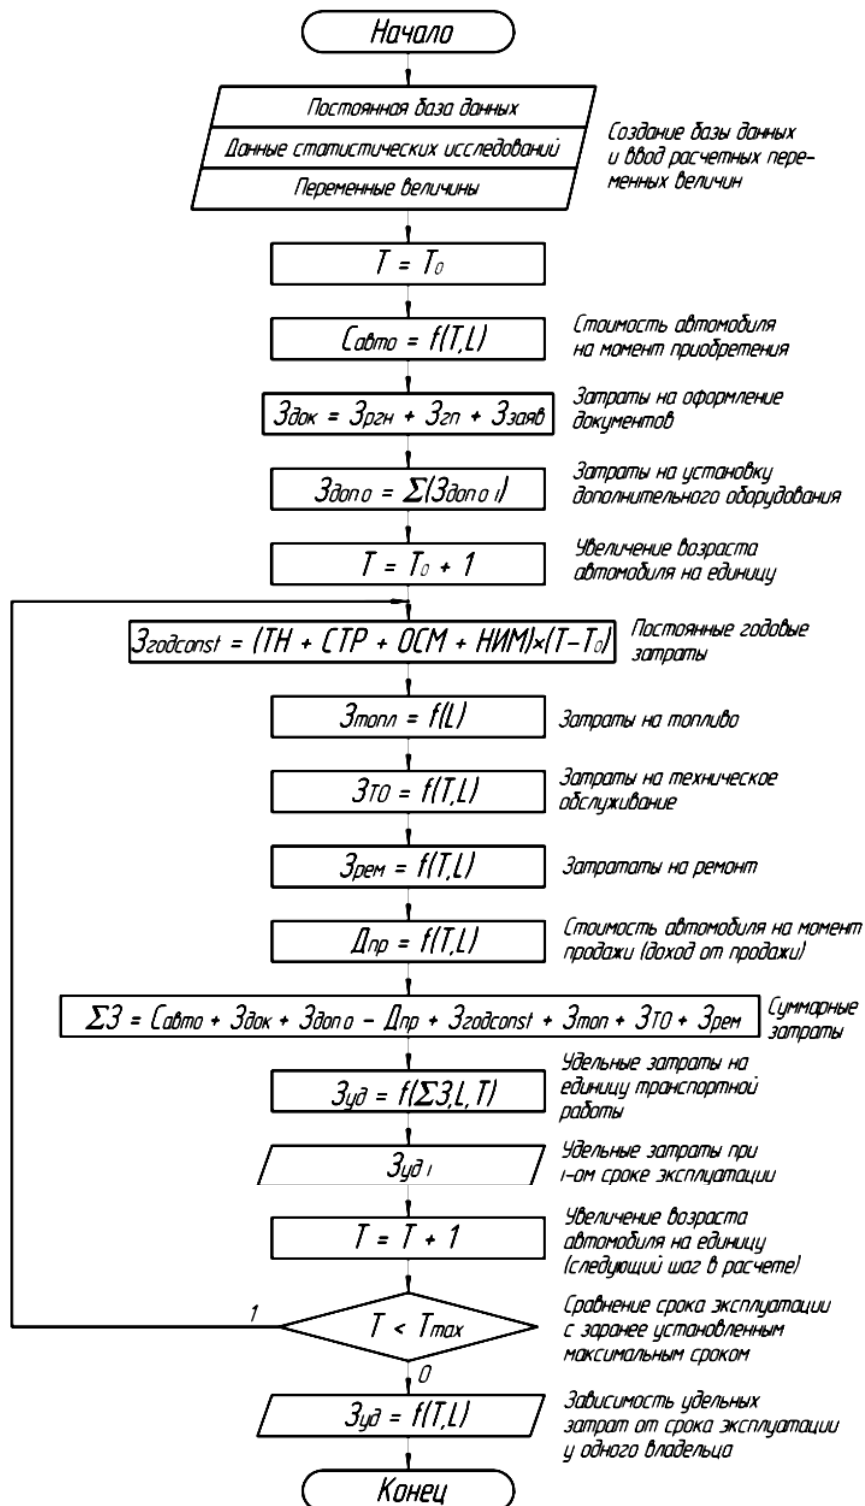 Начало
Постоянная база данных
Данные статистических исследований
Переменные величины
Создание базы данных
и ввод расчетных пере-
менных величин
T = T₀
Cавто = f(T,L)
Стоимость автомобиля
на момент приобретения
Здок = Зргн + Згп + Ззаяв
Затраты на оформление
документов
Здоп о = Σ(Здоп о i)
Затраты на установку
дополнительного оборудования
T = T₀ + 1
Увеличение возраста
автомобиля на единицу
Згодconst = (ТН + СТР + ОСМ + НИМ)×(T−T₀)
Постоянные годовые
затраты
Зтопл = f(L)
Затраты на топливо
ЗТО = f(T,L)
Затраты на техническое
обслуживание
Зрем = f(T,L)
Затрататы на ремонт
Дпр = f(T,L)
Стоимость автомобиля на момент
продажи (доход от продажи)
ΣЗ = Cавто + Здок + Здоп о − Дпр + Згодconst + Зтоп + ЗТО + Зрем
Суммарные
затраты
Зуд = f(ΣЗ, L, T)
Удельные затраты на
единицу транспортной
работы
Зуд i
Удельные затраты при
i-ом сроке эксплуатации
T = T + 1
Увеличение возраста
автомобиля на единицу
(следующий шаг в расчете)
1
T < Tmax
Сравнение срока эксплуатации
с заранее установленным
максимальным сроком
0
Зуд = f(T,L)
Зависимость удельных
затрат от срока эксплуатации
у одного владельца
Конец